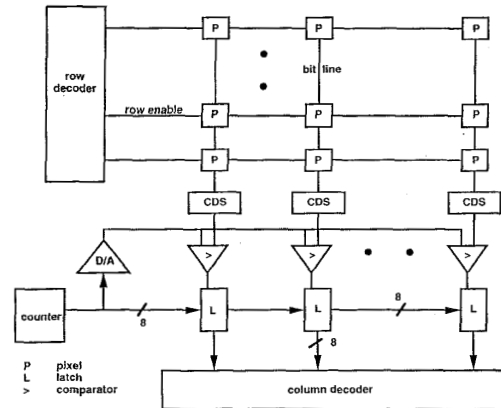 P P P
row
decoder
bit line
row enable
P P P
P P P
CDS CDS CDS
D/A
> > >
counter
8
L L L
8
8
P pixel
L latch
> comparator
column decoder